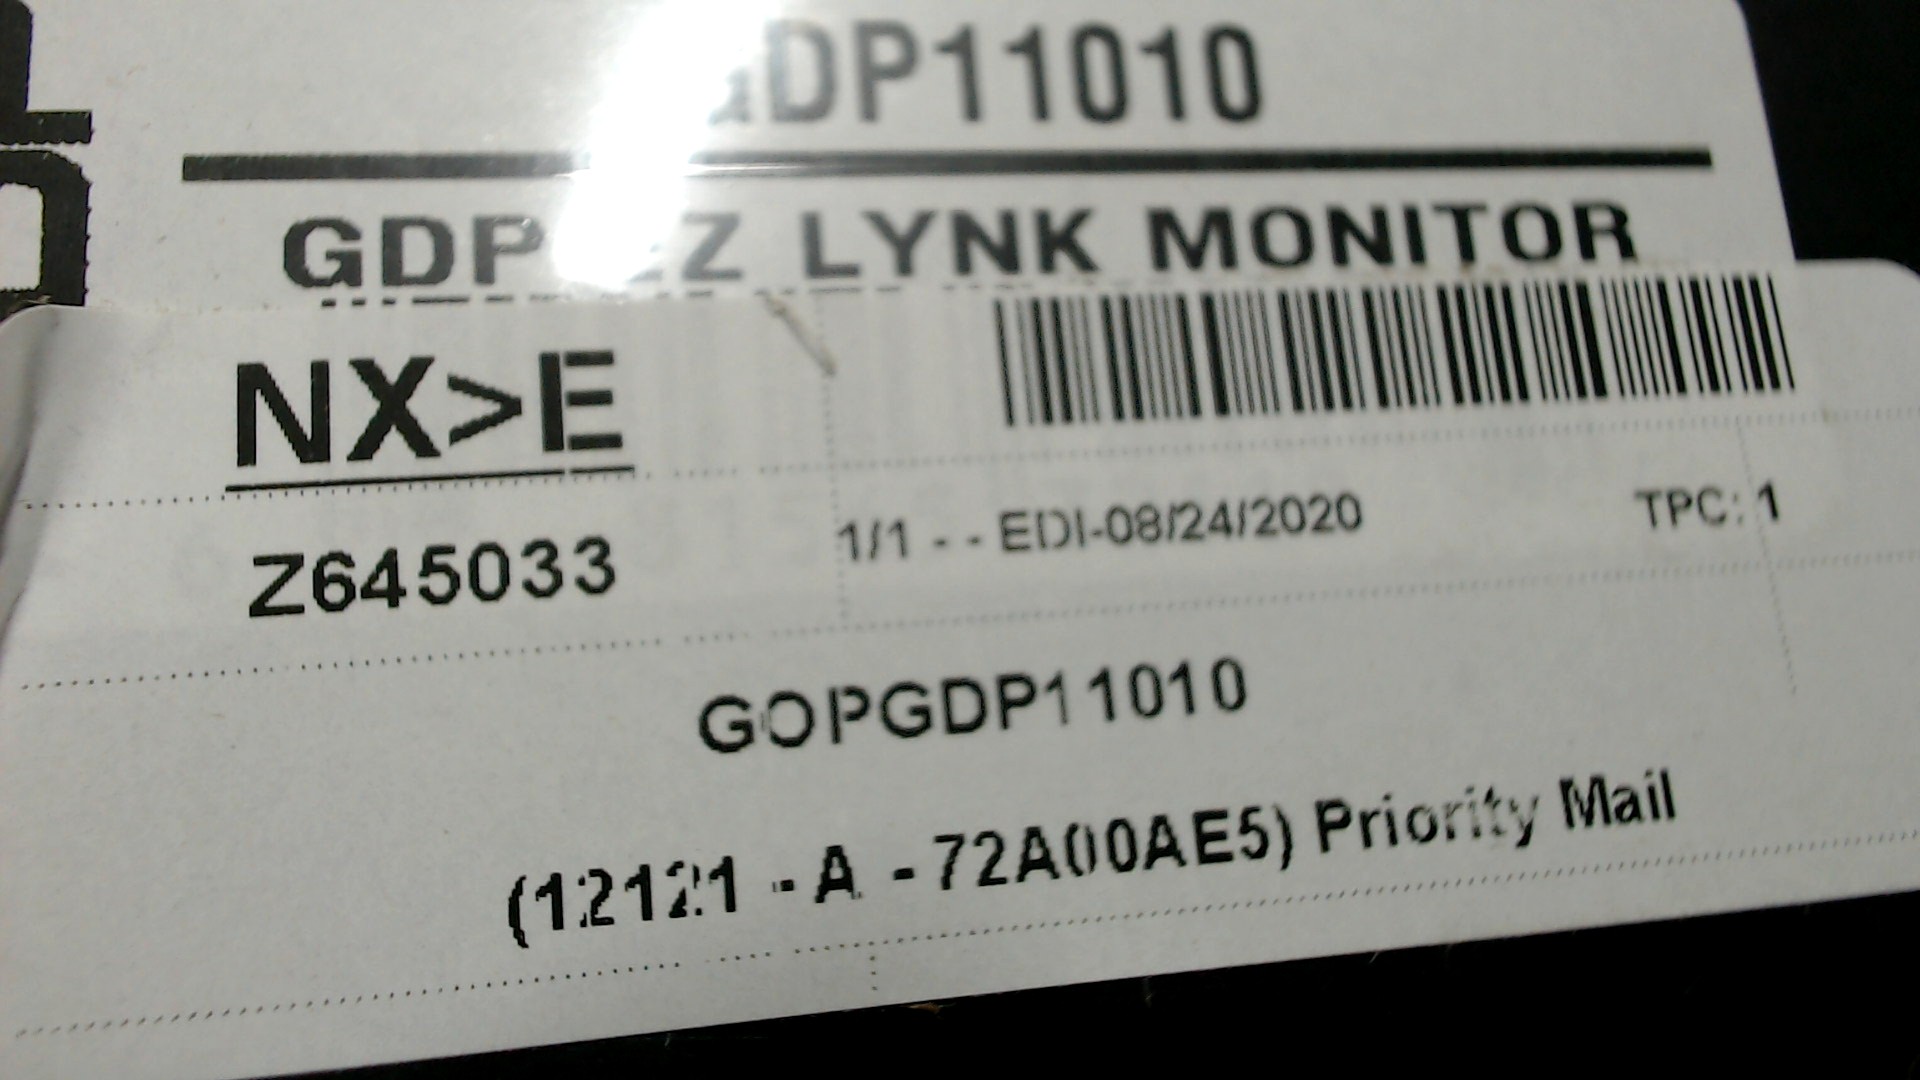 GDP11010
GDP EZ LYNK MONITOR
NX>E
Z645033
1/1 - - EDI-08/24/2020
TPC: 1
GOPGDP11010
(12121 - A - 72A00AE5) Priority Mail